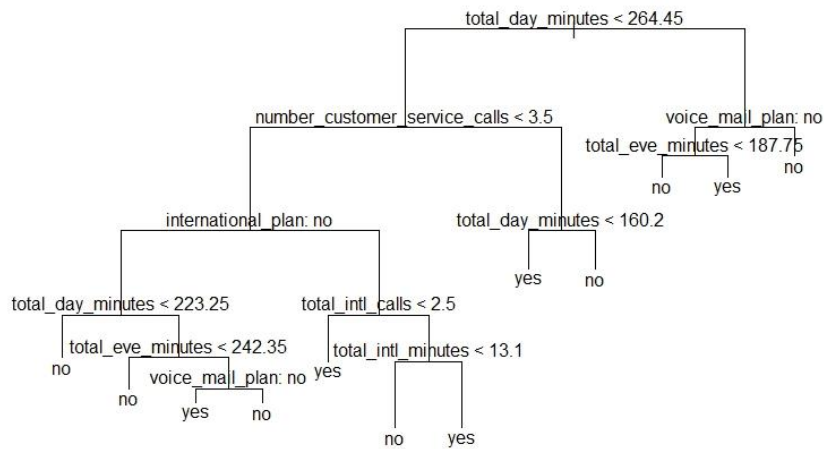 total_day_minutes < 264.45
number_customer_service_calls < 3.5
voice_mail_plan: no
total_eve_minutes < 187.75
no
no
yes
international_plan: no
total_day_minutes < 160.2
yes
no
total_day_minutes < 223.25
total_intl_calls < 2.5
no
total_eve_minutes < 242.35
yes
total_intl_minutes < 13.1
no
voice_mail_plan: no
yes
no
no
yes